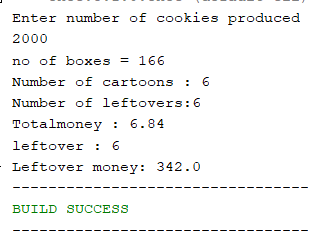 Enter number of cookies produced
2000
no of boxes = 166
Number of cartoons : 6
Number of leftovers:6
Totalmoney : 6.84
leftover : 6
Leftover money: 342.0
--------------------------------
BUILD SUCCESS
--------------------------------